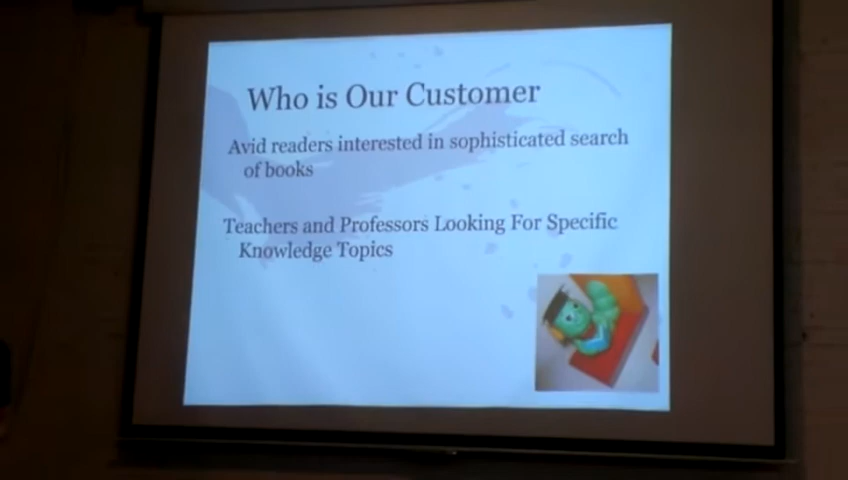 Who is Our Customer
Avid readers interested in sophisticated search
of books
Teachers and Professors Looking For Specific
Knowledge Topics